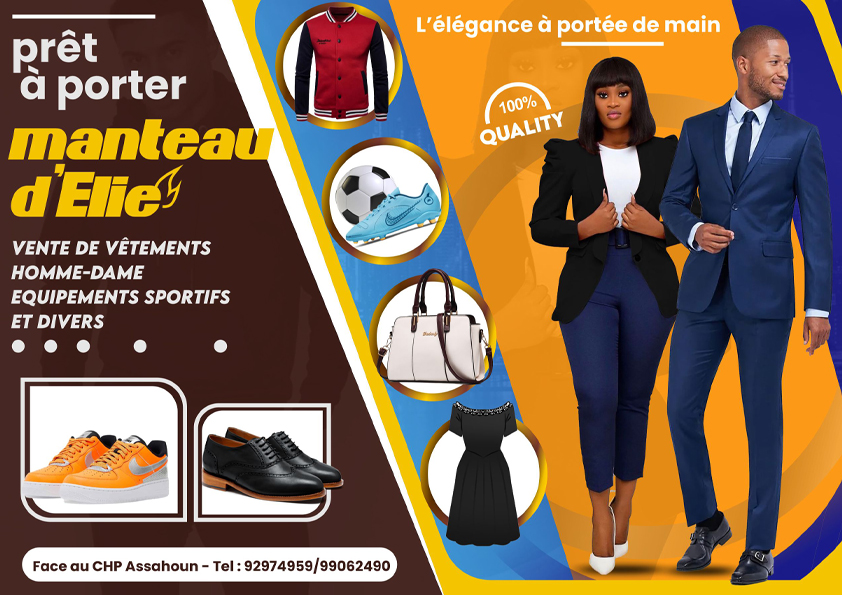 prêt
à porter
manteau
d'Elie
VENTE DE VÊTEMENTS
HOMME-DAME
EQUIPEMENTS SPORTIFS
ET DIVERS
Face au CHP Assahoun - Tel : 92974959/99062490
L'élégance à portée de main
100%
QUALITY